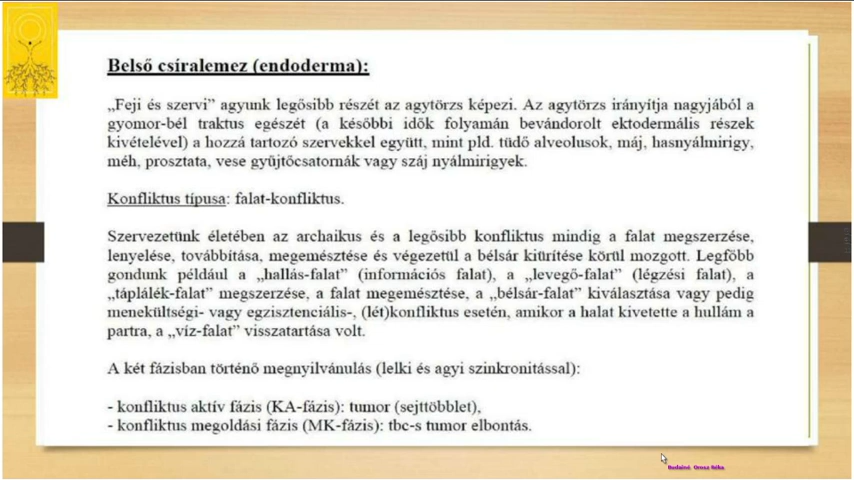 Belső csíralemez (endoderma):
„Feji és szervi” agyunk legősibb részét az agytörzs képezi. Az agytörzs irányítja nagyjából a
gyomor-bél traktus egészét (a későbbi idők folyamán bevándorolt ektodermális részek
kivételével) a hozzá tartozó szervekkel együtt, mint pld. tüdő alveolusok, máj, hasnyálmirigy,
méh, prosztata, vese gyűjtőcsatornák vagy száj nyálmirigyek.
Konfliktus típusa: falat-konfliktus.
Szervezetünk életében az archaikus és a legősibb konfliktus mindig a falat megszerzése,
lenyelése, továbbítása, megemésztése és végezetül a bélsár kiürítése körül mozgott. Legfőbb
gondunk például a „hallás-falat” (információs falat), a „levegő-falat” (légzési falat), a
„táplálék-falat” megszerzése, a falat megemésztése, a „bélsár-falat” kiválasztása vagy pedig
menekültségi- vagy egzisztenciális-, (lét)konfliktus esetén, amikor a halat kivetette a hullám a
partra, a „víz-falat” visszatartása volt.
A két fázisban történő megnyilvánulás (lelki és agyi szinkronitással):
- konfliktus aktív fázis (KA-fázis): tumor (sejttöbblet),
- konfliktus megoldási fázis (MK-fázis): tbc-s tumor elbontás.
Orosz Réka